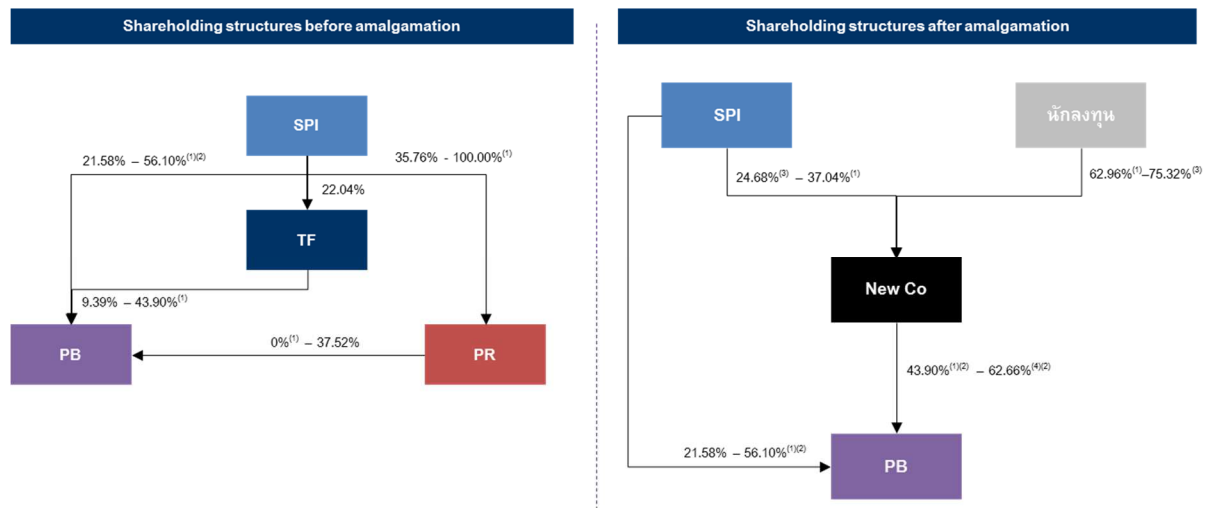 Shareholding structures before amalgamation
SPI
21.58% – 56.10%(1)(2)
35.76% - 100.00%(1)
22.04%
TF
9.39% – 43.90%(1)
PB
0%(1) – 37.52%
PR
Shareholding structures after amalgamation
SPI
นักลงทุน
24.68%(3) – 37.04%(1)
62.96%(1)–75.32%(3)
New Co
43.90%(1)(2) – 62.66%(4)(2)
21.58% – 56.10%(1)(2)
PB